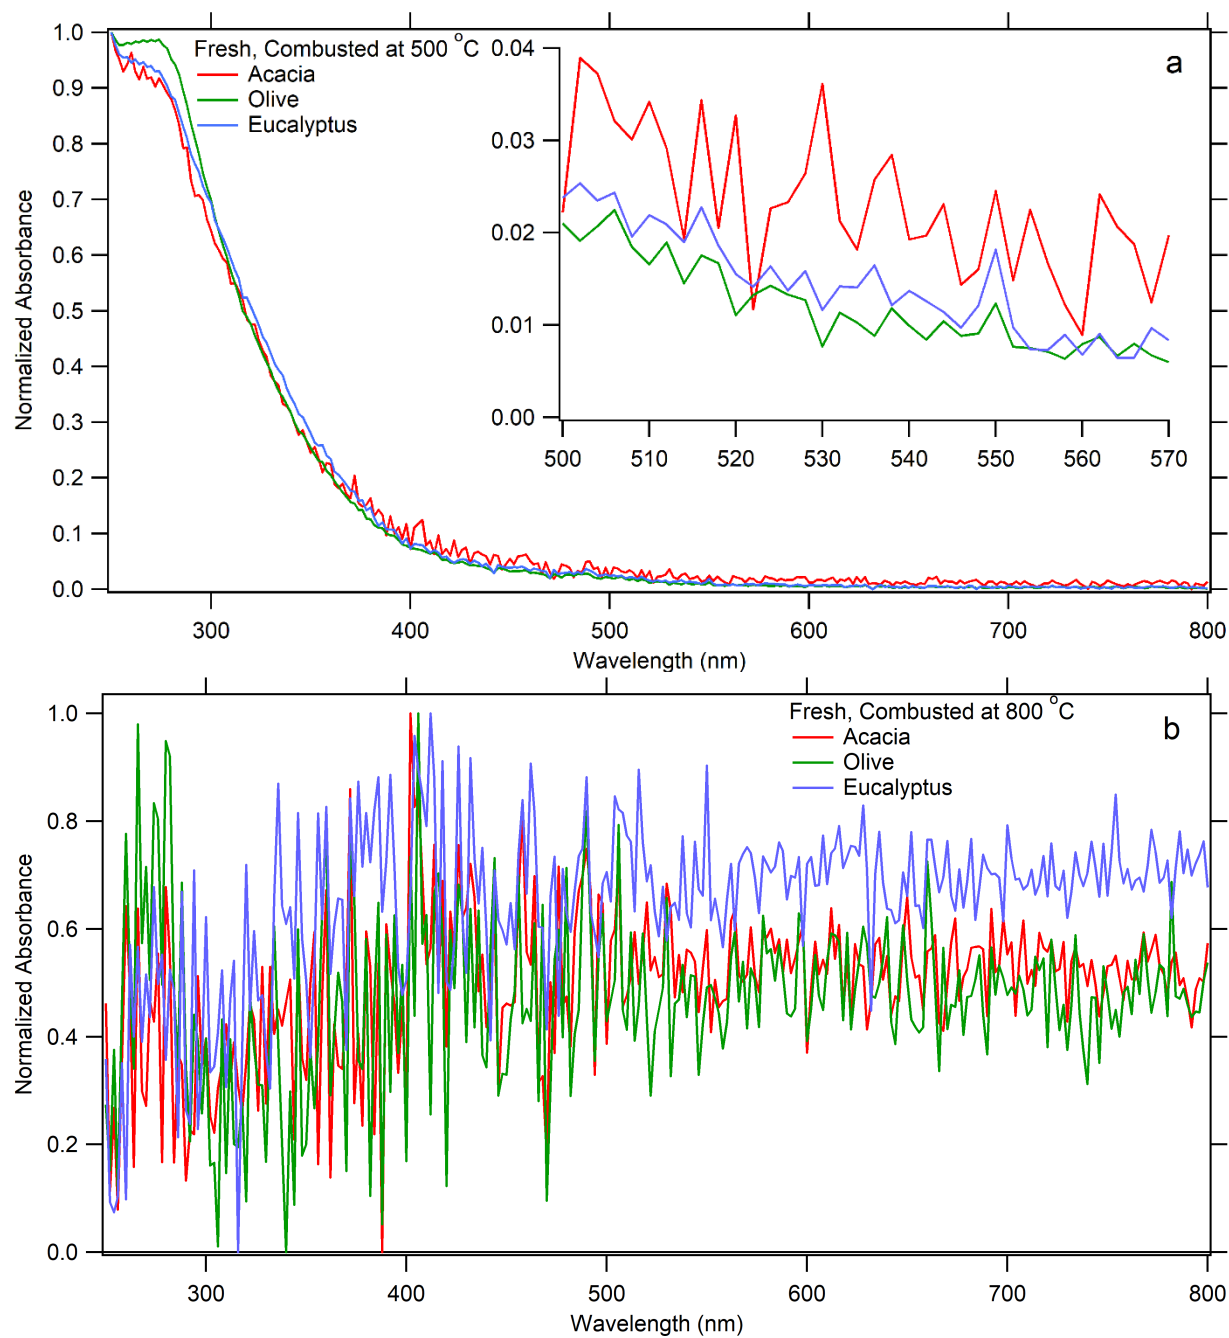 a
Fresh, Combusted at 500 °C
Acacia
Olive
Eucalyptus
Normalized Absorbance
1.0
0.9
0.8
0.7
0.6
0.5
0.4
0.3
0.2
0.1
0.0
0.04
0.03
0.02
0.01
0.00
500 510 520 530 540 550 560 570
300 400 500 600 700 800
Wavelength (nm)
b
Fresh, Combusted at 800 °C
Acacia
Olive
Eucalyptus
Normalized Absorbance
1.0
0.8
0.6
0.4
0.2
0.0
300 400 500 600 700 800
Wavelength (nm)